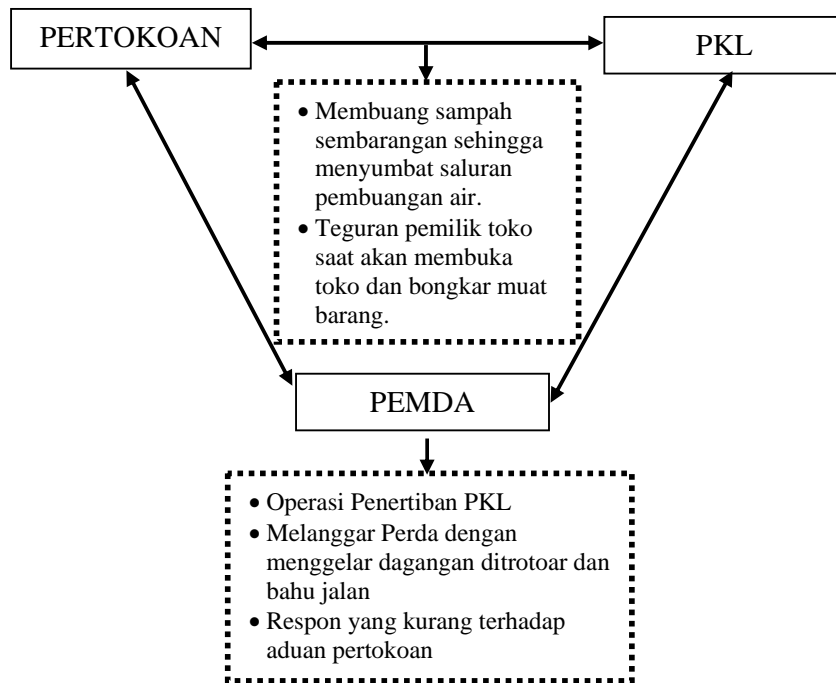 PERTOKOAN
PKL
• Membuang sampah
sembarangan sehingga
menyumbat saluran
pembuangan air.
• Teguran pemilik toko
saat akan membuka
toko dan bongkar muat
barang.
PEMDA
• Operasi Penertiban PKL
• Melanggar Perda dengan
menggelar dagangan ditrotoar dan
bahu jalan
• Respon yang kurang terhadap
aduan pertokoan